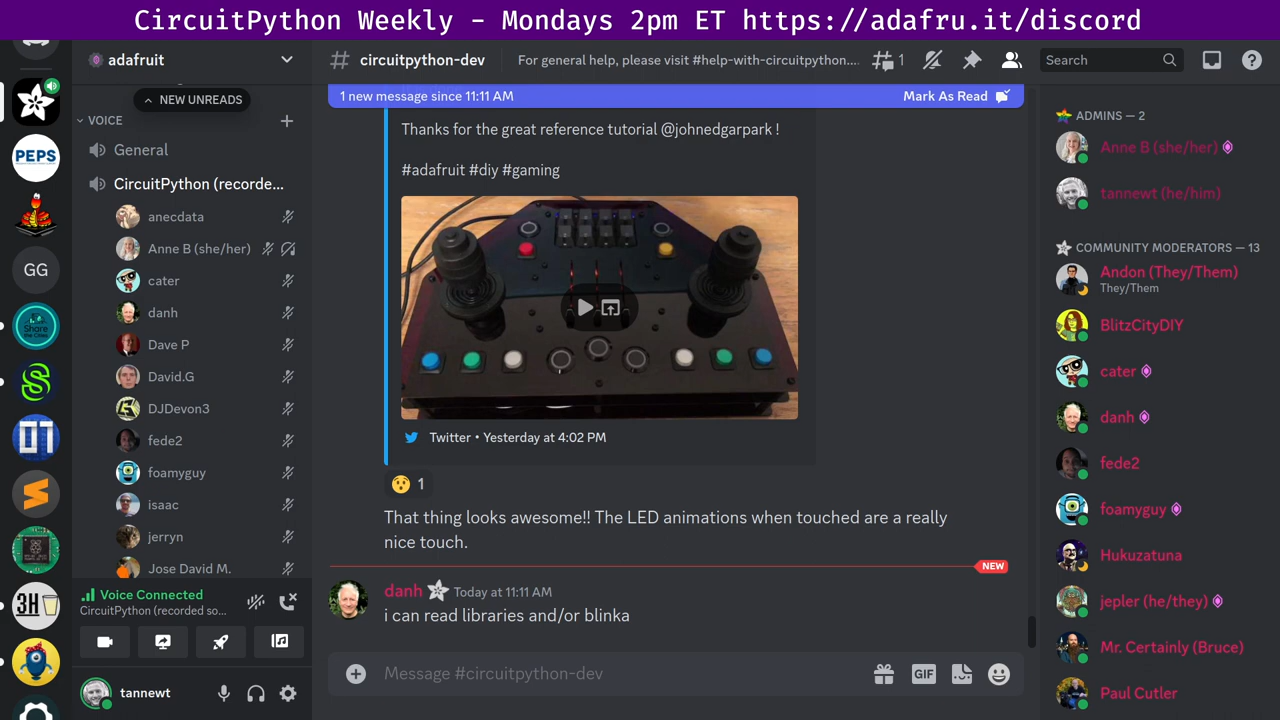 CircuitPython Weekly - Mondays 2pm ET https://adafru.it/discord
adafruit
NEW UNREADS
VOICE
General
CircuitPython (recorde...
anecdata
Anne B (she/her)
cater
danh
Dave P
David.G
DJDevon3
fede2
foamyguy
isaac
jerryn
Jose David M.
Voice Connected
CircuitPython (recorded so...
tannewt
PEPS
GG
Share the Cities
OT
3H
circuitpython-dev
For general help, please visit #help-with-circuitpython....
1
Search
1 new message since 11:11 AM
Mark As Read
Thanks for the great reference tutorial @johnedgarpark !
#adafruit #diy #gaming
Twitter • Yesterday at 4:02 PM
1
That thing looks awesome!! The LED animations when touched are a really
nice touch.
NEW
danh Today at 11:11 AM
i can read libraries and/or blinka
Message #circuitpython-dev
GIF
ADMINS — 2
Anne B (she/her)
tannewt (he/him)
COMMUNITY MODERATORS — 13
Andon (They/Them)
They/Them
BlitzCityDIY
cater
danh
fede2
foamyguy
Hukuzatuna
jepler (he/they)
Mr. Certainly (Bruce)
Paul Cutler